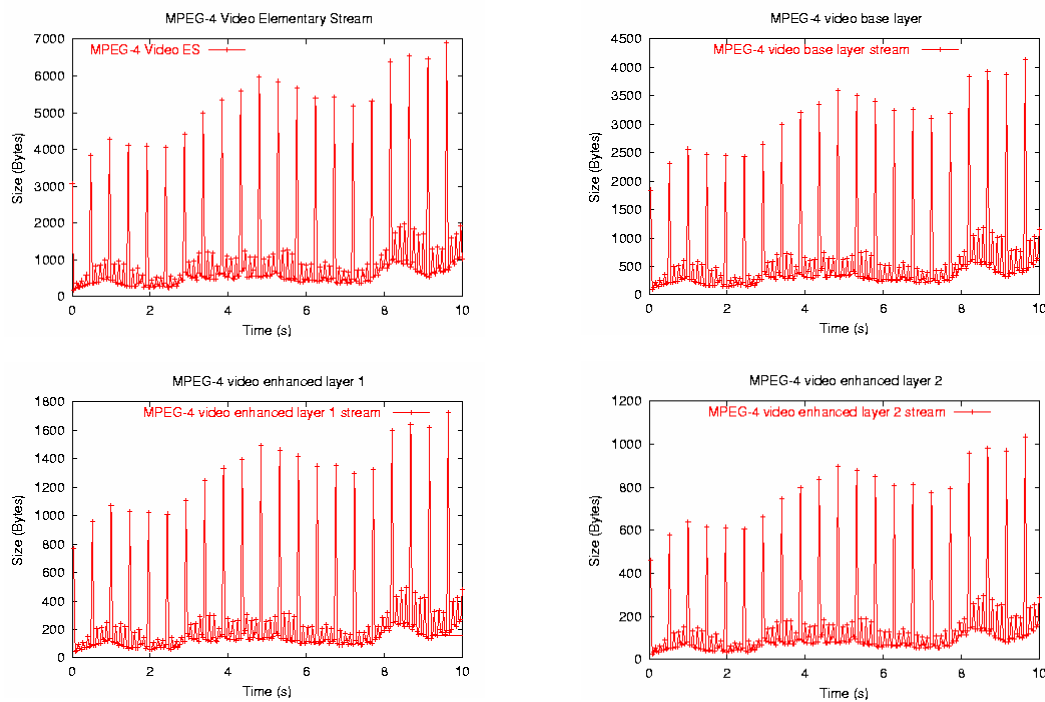 MPEG-4 Video Elementary Stream
MPEG-4 Video ES
7000
6000
5000
4000
3000
2000
1000
0
Size (Bytes)
0 2 4 6 8 10
Time (s)
MPEG-4 video base layer
MPEG-4 video base layer stream
4500
4000
3500
3000
2500
2000
1500
1000
500
0
Size (Bytes)
0 2 4 6 8 10
Time (s)
MPEG-4 video enhanced layer 1
MPEG-4 video enhanced layer 1 stream
1800
1600
1400
1200
1000
800
600
400
200
0
Size (Bytes)
0 2 4 6 8 10
Time (s)
MPEG-4 video enhanced layer 2
MPEG-4 video enhanced layer 2 stream
1200
1000
800
600
400
200
0
Size (Bytes)
0 2 4 6 8 10
Time (s)